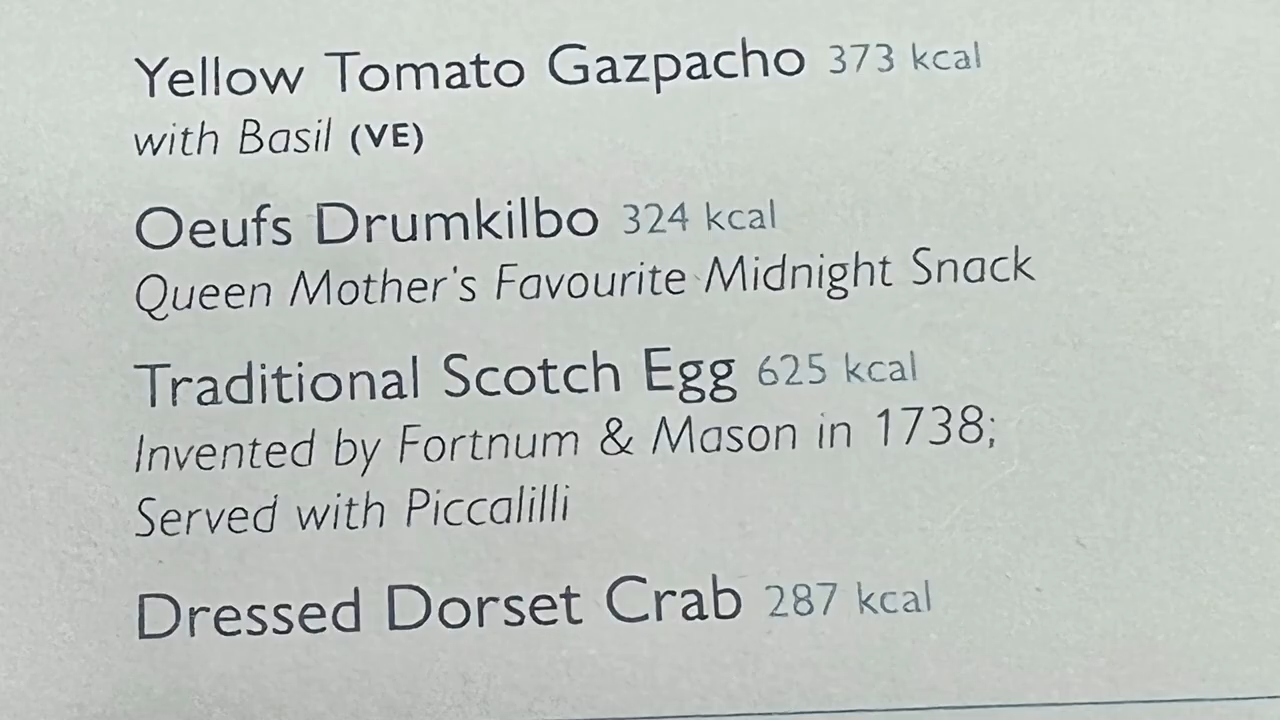 Yellow Tomato Gazpacho 373 kcal
with Basil (VE)
Oeufs Drumkilbo 324 kcal
Queen Mother's Favourite Midnight Snack
Traditional Scotch Egg 625 kcal
Invented by Fortnum & Mason in 1738;
Served with Piccalilli
Dressed Dorset Crab 287 kcal